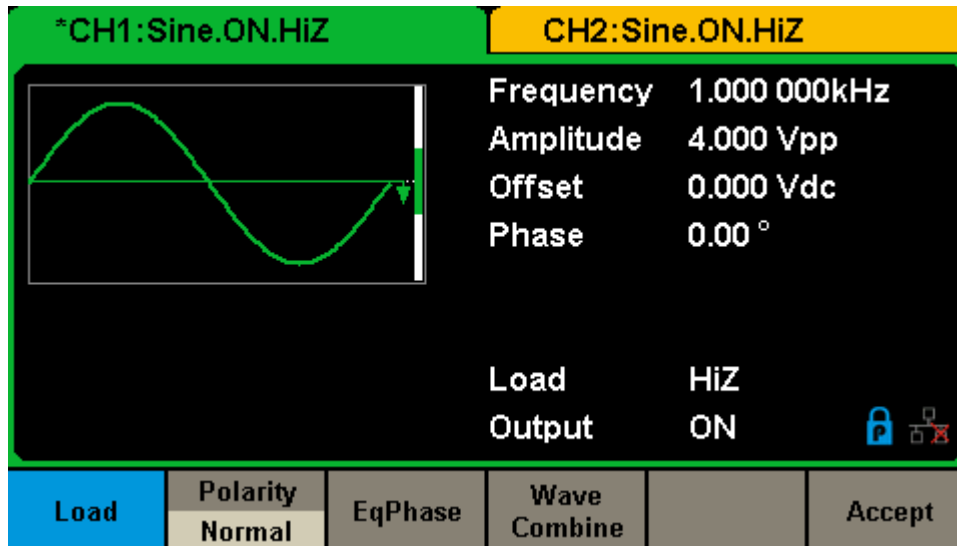 *CH1:Sine.ON.HiZ CH2:Sine.ON.HiZ
Frequency 1.000 000kHz
Amplitude 4.000 Vpp
Offset 0.000 Vdc
Phase 0.00 °
Load HiZ
Output ON
P
Load
Polarity
Normal
EqPhase
Wave
Combine
Accept